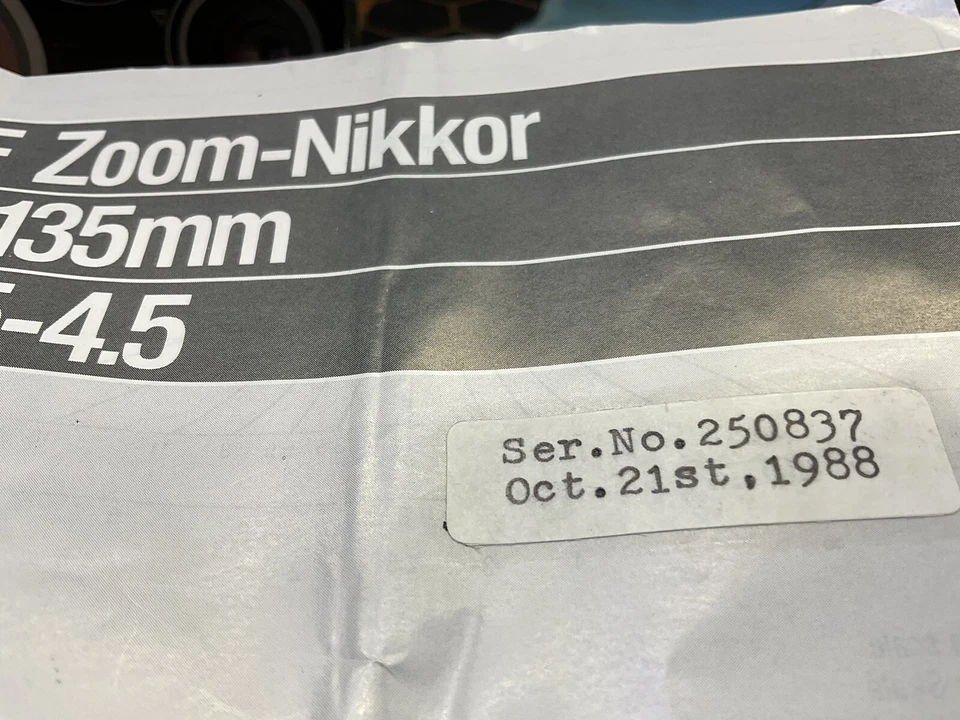 F Zoom-Nikkor
135mm
-4.5
Ser.No.250837
Oct.21st,1988